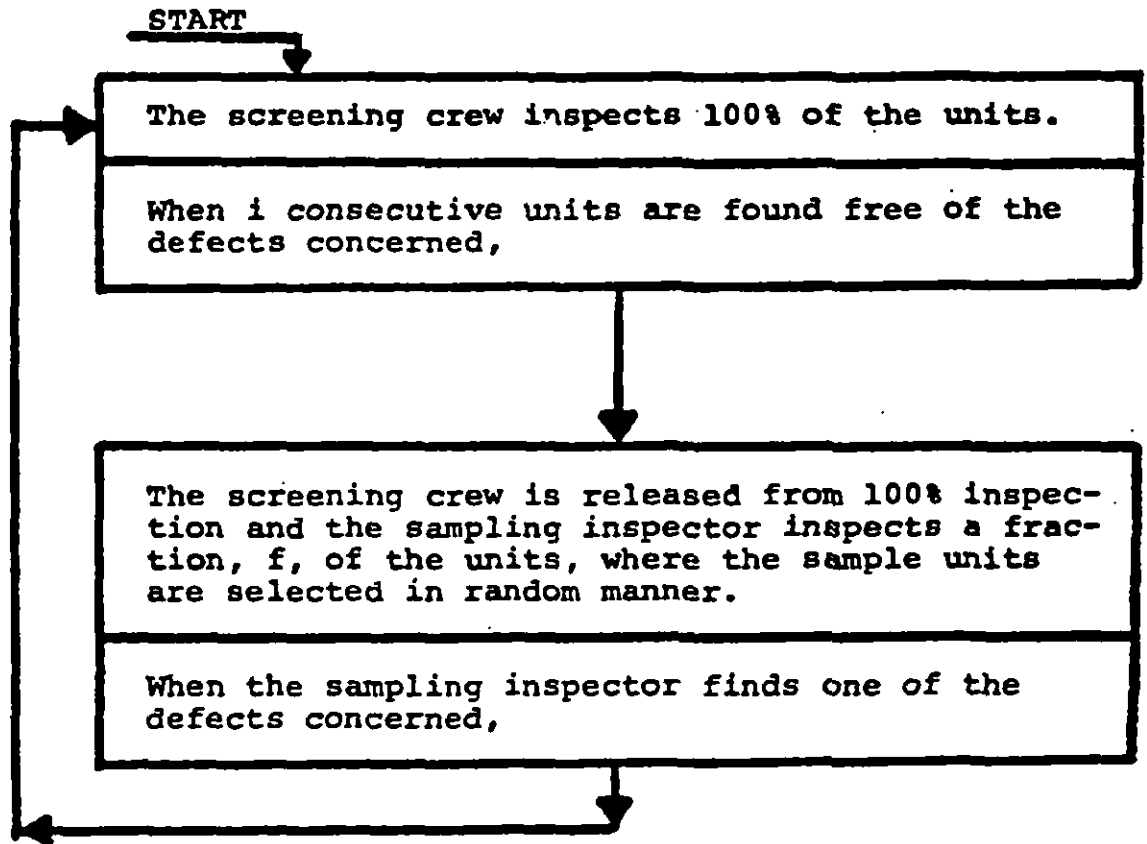 START
The screening crew inspects 100% of the units.
When i consecutive units are found free of the
defects concerned,
The screening crew is released from 100% inspec-
tion and the sampling inspector inspects a frac-
tion, f, of the units, where the sample units
are selected in random manner.
When the sampling inspector finds one of the
defects concerned,